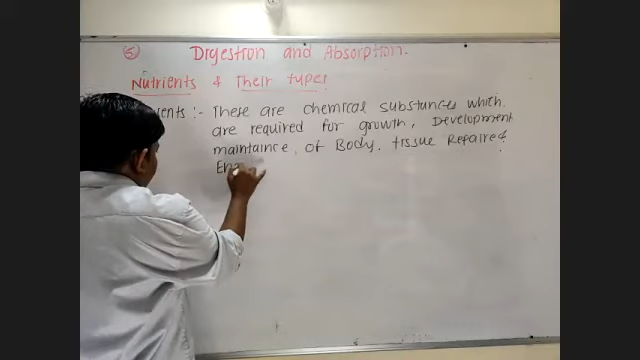 5 Digestion and Absorption.
Nutrients & Their types
:- These are chemical substances which
are required for growth, Development
maintaince, of Body, tissue Repaire &